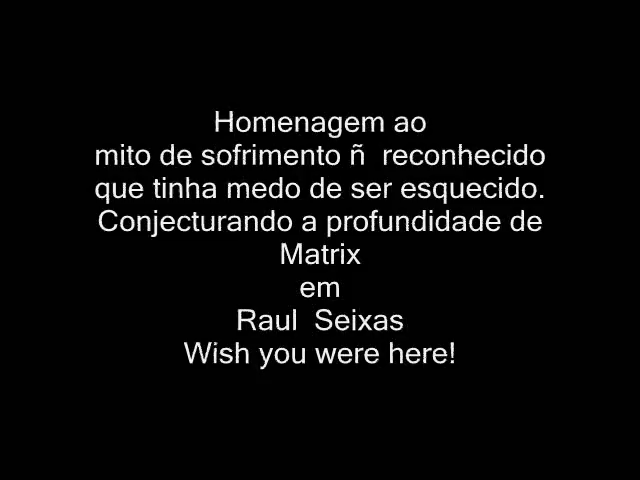 Homenagem ao
mito de sofrimento ñ  reconhecido
que tinha medo de ser esquecido.
Conjecturando a profundidade de
Matrix
em
Raul  Seixas
Wish you were here!